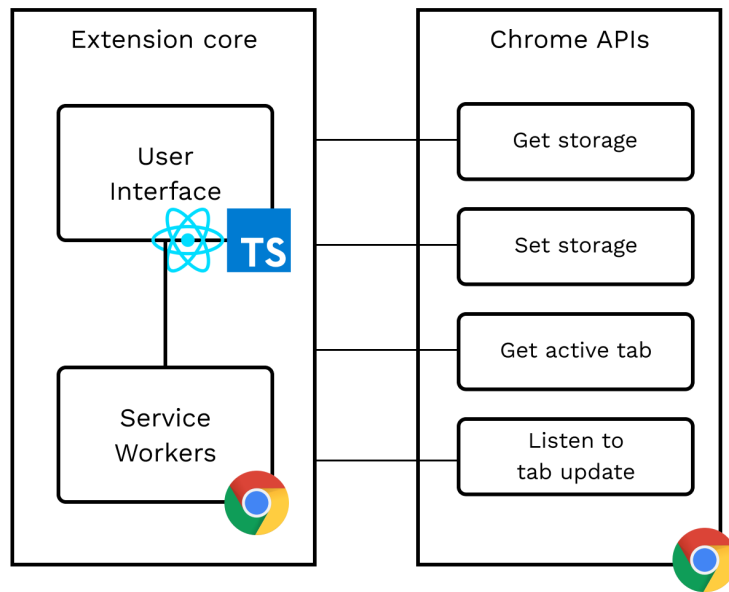 Extension core
User
Interface
TS
Service
Workers
Chrome APIs
Get storage
Set storage
Get active tab
Listen to
tab update